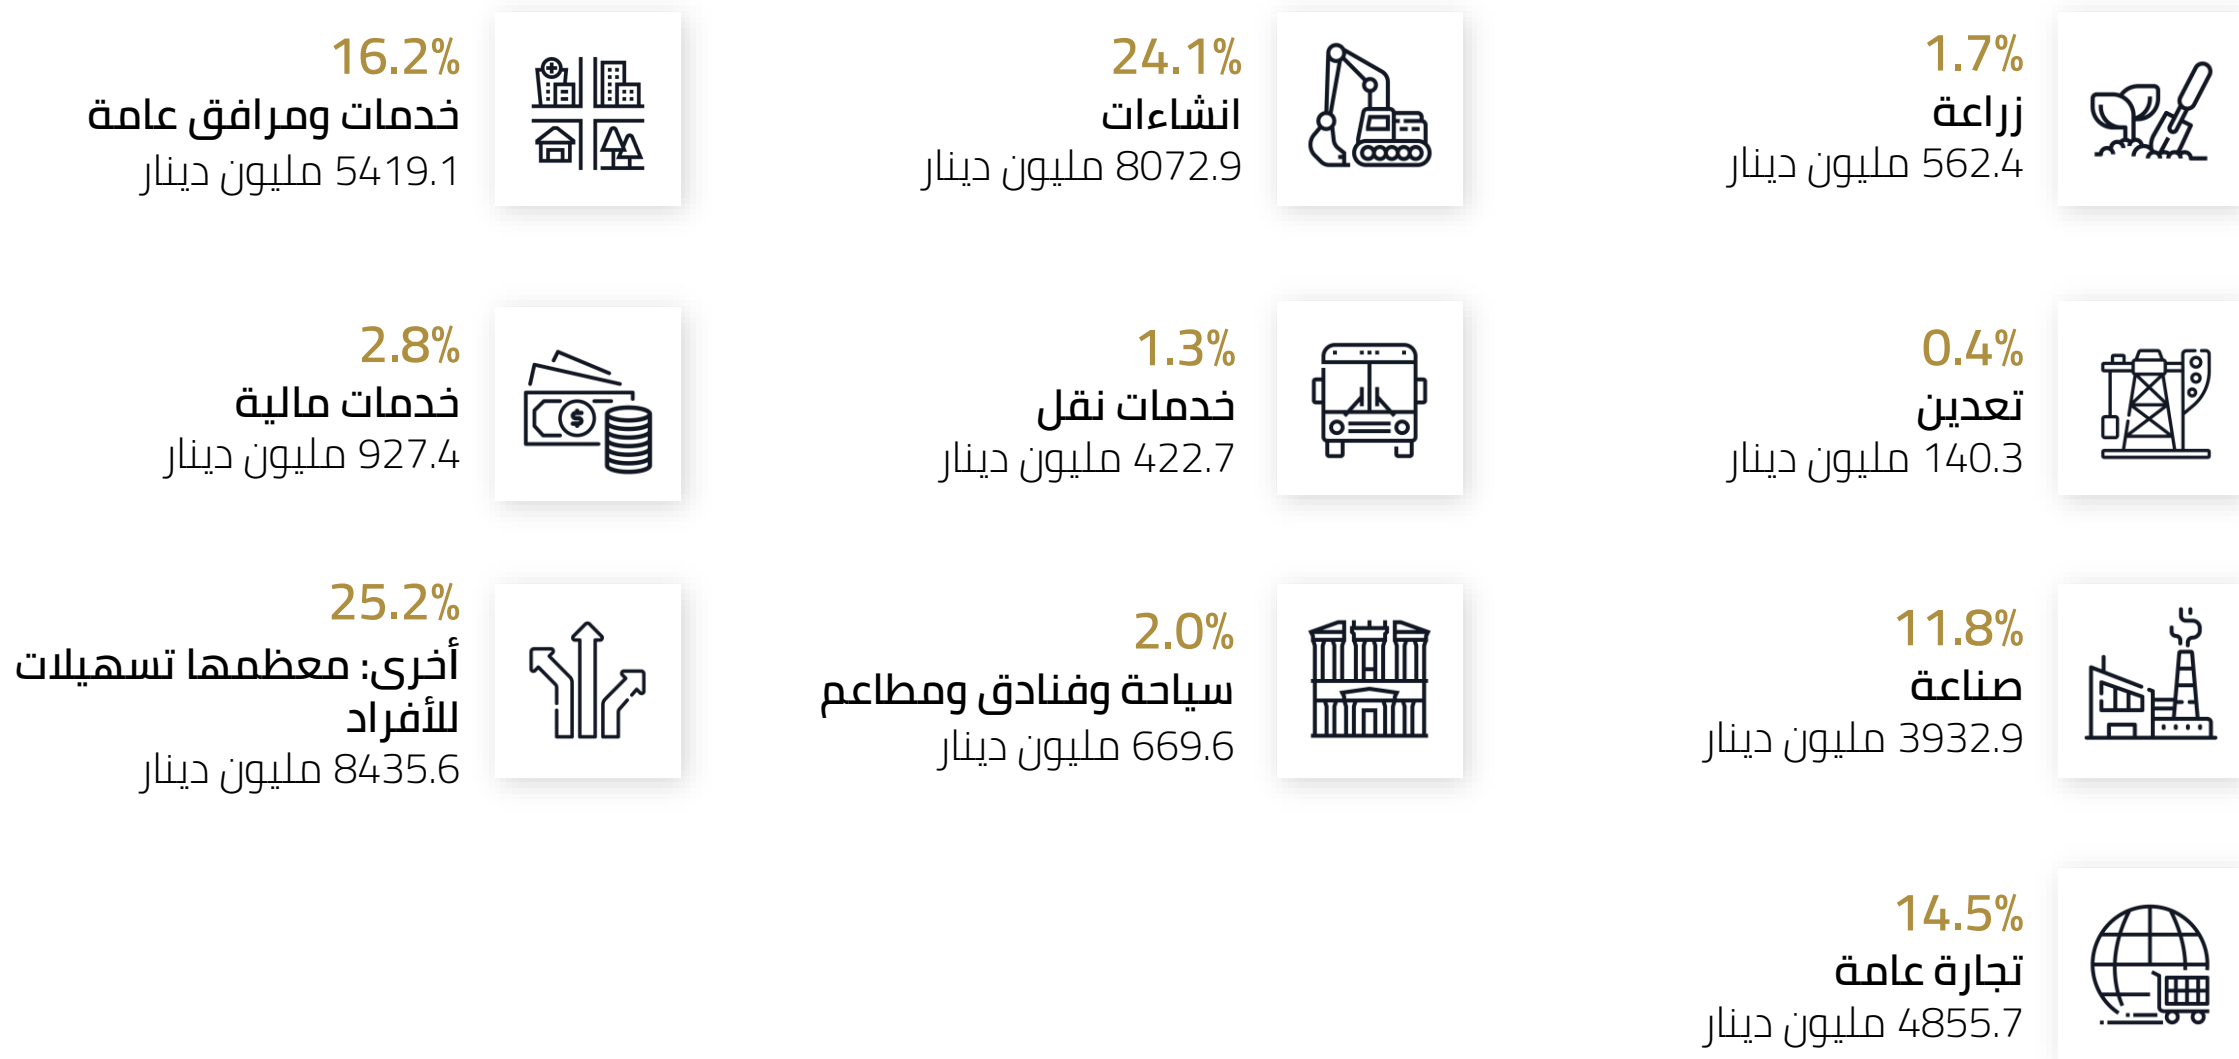 1.7%
زراعة
562.4 مليون دينار
0.4%
تعدين
140.3 مليون دينار
11.8%
صناعة
3932.9 مليون دينار
14.5%
تجارة عامة
4855.7 مليون دينار
24.1%
انشاءات
8072.9 مليون دينار
1.3%
خدمات نقل
422.7 مليون دينار
2.0%
سياحة وفنادق ومطاعم
669.6 مليون دينار
16.2%
خدمات ومرافق عامة
5419.1 مليون دينار
2.8%
خدمات مالية
927.4 مليون دينار
25.2%
أخرى: معظمها تسهيلات
للأفراد
8435.6 مليون دينار